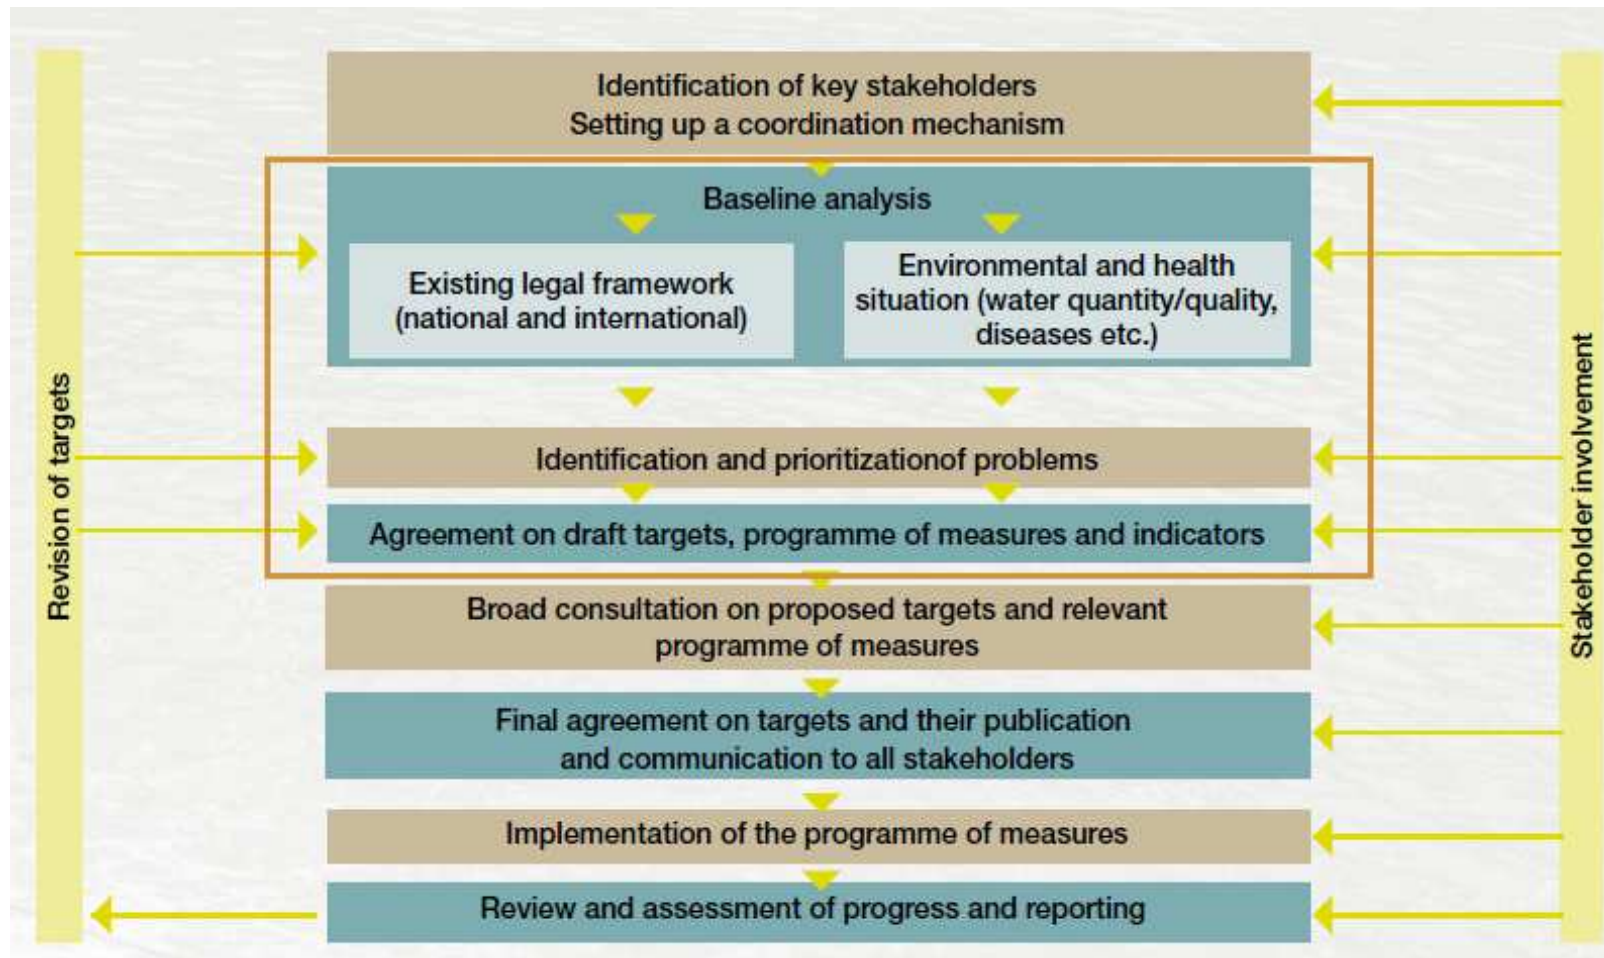 Identification of key stakeholders
Setting up a coordination mechanism
Baseline analysis
Existing legal framework
(national and international)
Environmental and health
situation (water quantity/quality,
diseases etc.)
Identification and prioritizationof problems
Agreement on draft targets, programme of measures and indicators
Broad consultation on proposed targets and relevant
programme of measures
Final agreement on targets and their publication
and communication to all stakeholders
Implementation of the programme of measures
Review and assessment of progress and reporting
Revision of targets
Stakeholder involvement